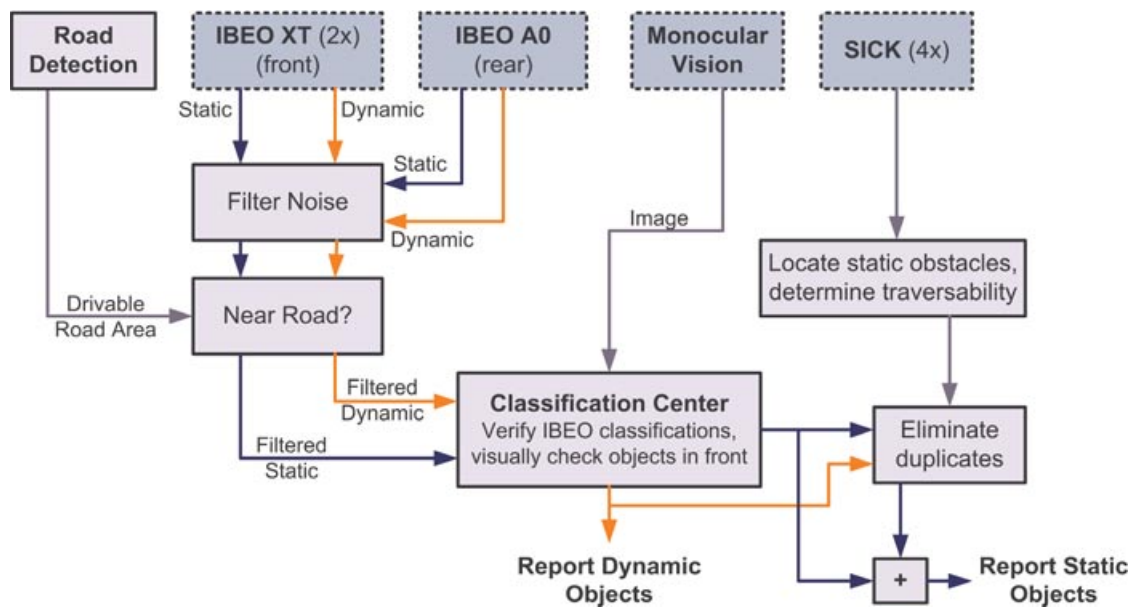 Road
Detection
IBEO XT (2x)
(front)
IBEO A0
(rear)
Monocular
Vision
SICK (4x)
Static
Dynamic
Static
Filter Noise
Dynamic
Image
Locate static obstacles,
determine traversability
Drivable
Road Area
Near Road?
Filtered
Dynamic
Classification Center
Verify IBEO classifications,
visually check objects in front
Filtered
Static
Eliminate
duplicates
Report Dynamic
Objects
+
Report Static
Objects